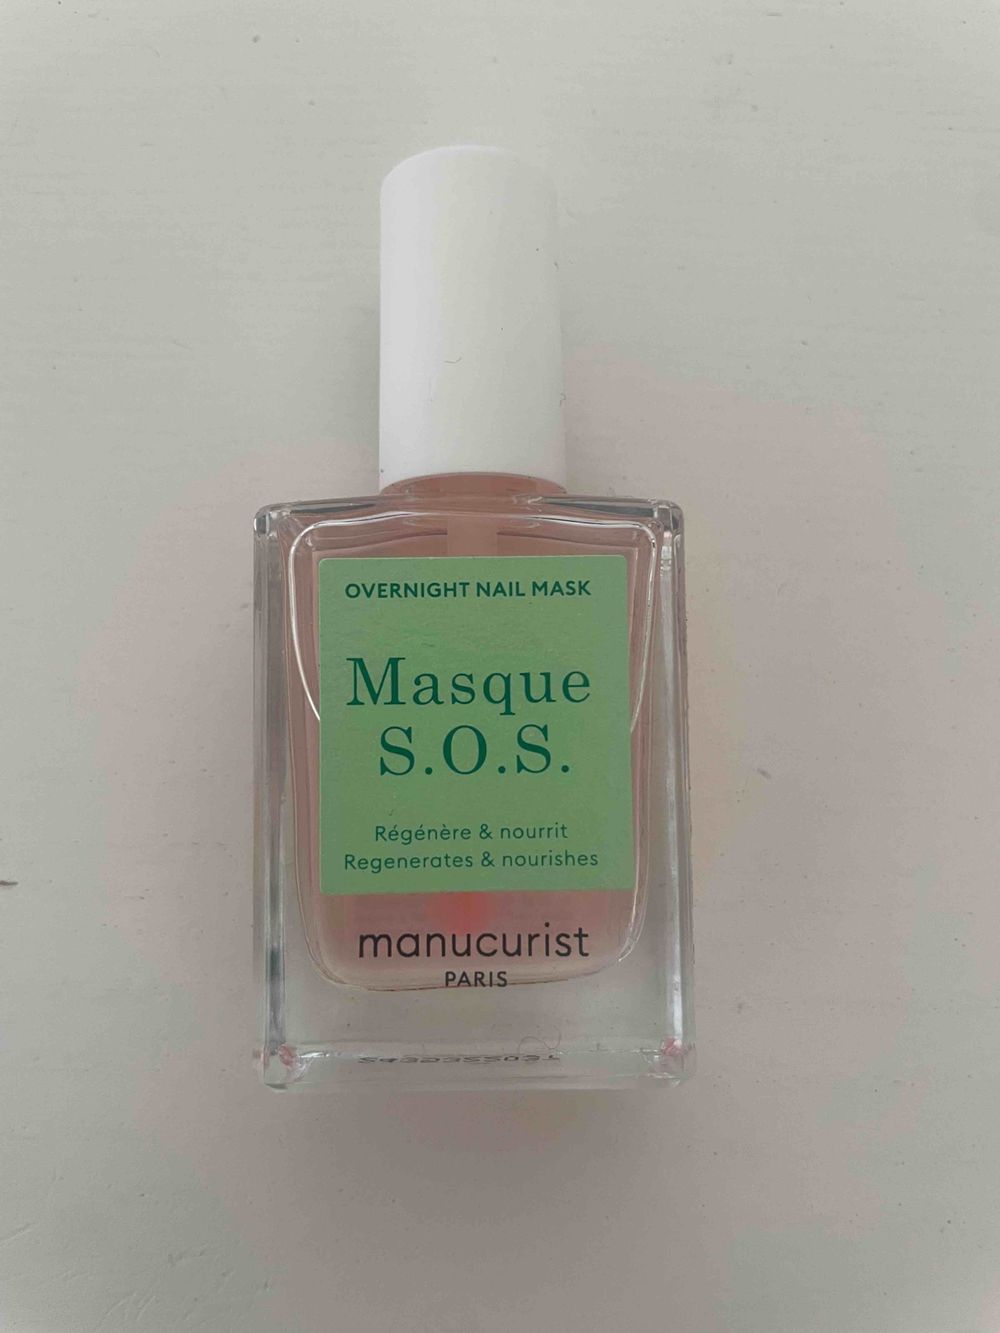 OVERNIGHT NAIL MASK
Masque
S.O.S.
Régénère & nourrit
Regenerates & nourishes
manucurist
PARIS